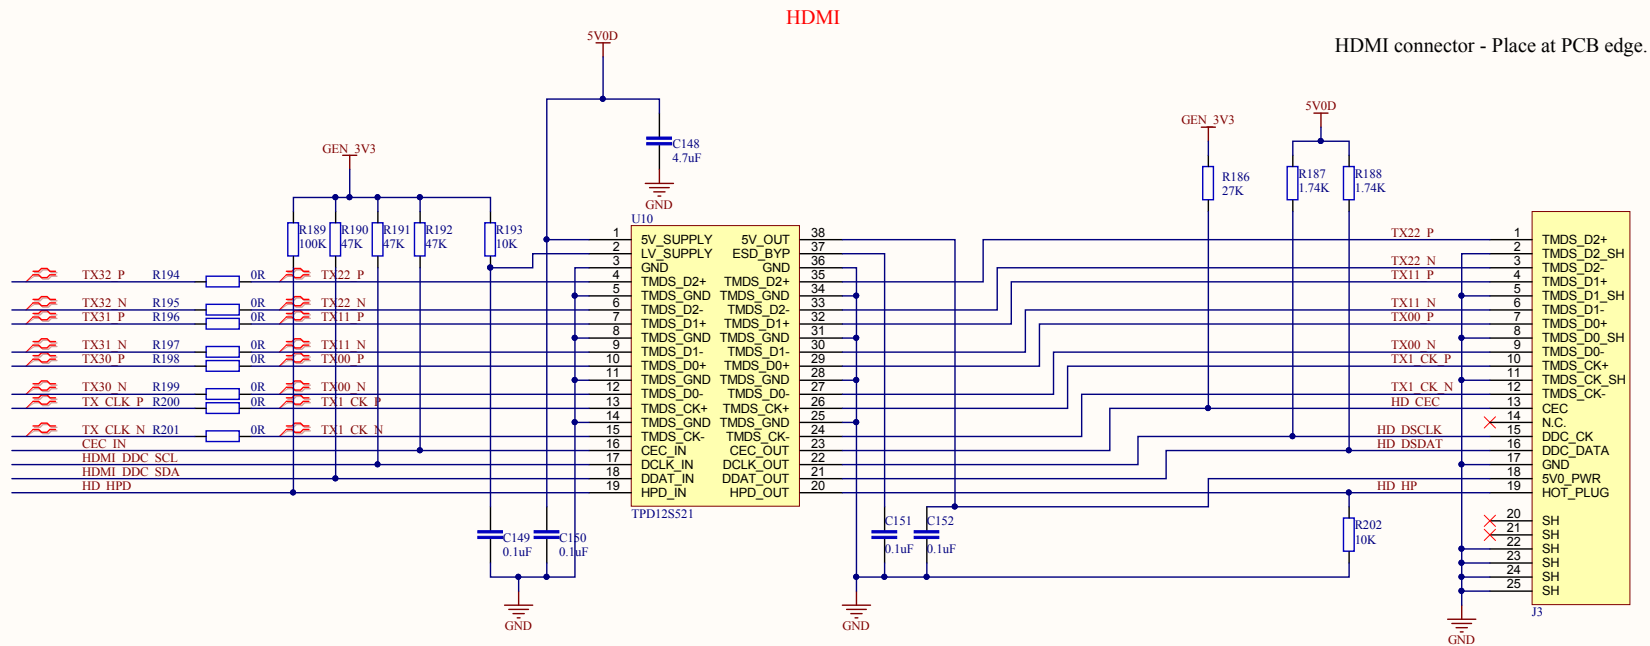 HDMI
HDMI connector - Place at PCB edge.
5V0D
C148
4.7uF
GND
GEN_3V3
R189
100K
R190
47K
R191
47K
R192
47K
R193
10K
GEN_3V3
R186
27K
5V0D
R187
1.74K
R188
1.74K
TX32_P R194 0R TX22_P
TX32_N R195 0R TX22_N
TX31_P R196 0R TX11_P
TX31_N R197 0R TX11_N
TX30_P R198 0R TX00_P
TX30_N R199 0R TX00_N
TX_CLK_P R200 0R TX1_CK_P
TX_CLK_N R201 0R TX1_CK_N
CEC_IN
HDMI_DDC_SCL
HDMI_DDC_SDA
HD_HPD
U10
1 5V_SUPPLY 5V_OUT 38
2 LV_SUPPLY ESD_BYP 37
3 GND GND 36
4 TMDS_D2+ TMDS_D2+ 35
5 TMDS_GND TMDS_GND 34
6 TMDS_D2- TMDS_D2- 33
7 TMDS_D1+ TMDS_D1+ 32
8 TMDS_GND TMDS_GND 31
9 TMDS_D1- TMDS_D1- 30
10 TMDS_D0+ TMDS_D0+ 29
11 TMDS_GND TMDS_GND 28
12 TMDS_D0- TMDS_D0- 27
13 TMDS_CK+ TMDS_CK+ 26
14 TMDS_GND TMDS_GND 25
15 TMDS_CK- TMDS_CK- 24
16 CEC_IN CEC_OUT 23
17 DCLK_IN DCLK_OUT 22
18 DDAT_IN DDAT_OUT 21
19 HPD_IN HPD_OUT 20
TPD12S521
C149
0.1uF
C150
0.1uF
GND
C151
0.1uF
C152
0.1uF
GND
R202
10K
TX22_P 1 TMDS_D2+
2 TMDS_D2_SH
TX22_N 3 TMDS_D2-
TX11_P 4 TMDS_D1+
5 TMDS_D1_SH
TX11_N 6 TMDS_D1-
TX00_P 7 TMDS_D0+
8 TMDS_D0_SH
TX00_N 9 TMDS_D0-
TX1_CK_P 10 TMDS_CK+
11 TMDS_CK_SH
TX1_CK_N 12 TMDS_CK-
HD_CEC 13 CEC
14 N.C.
HD_DSCLK 15 DDC_CK
HD_DSDAT 16 DDC_DATA
17 GND
18 5V0_PWR
HD_HP 19 HOT_PLUG
20 SH
21 SH
22 SH
23 SH
24 SH
25 SH
J3
GND